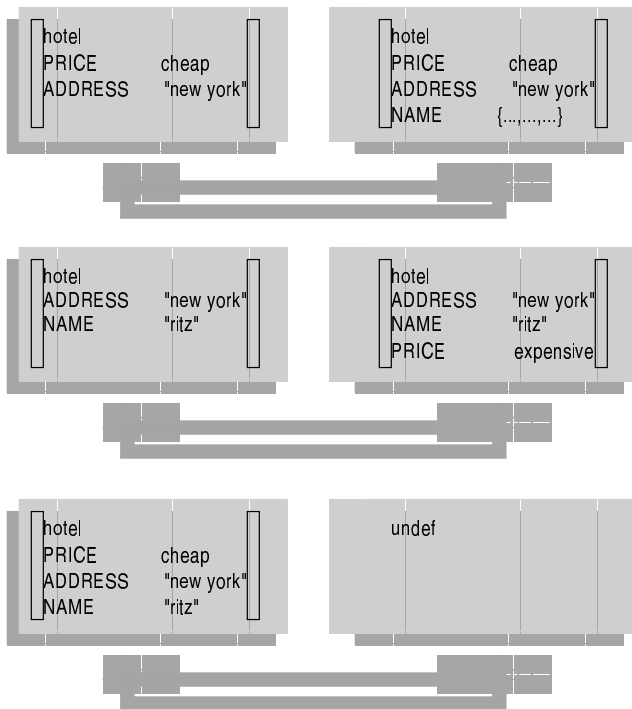 hotel
PRICE cheap
ADDRESS "new york"
hotel
PRICE cheap
ADDRESS "new york"
NAME {...,...,...}
hotel
ADDRESS "new york"
NAME "ritz"
hotel
ADDRESS "new york"
NAME "ritz"
PRICE expensive
hotel
PRICE cheap
ADDRESS "new york"
NAME "ritz"
undef